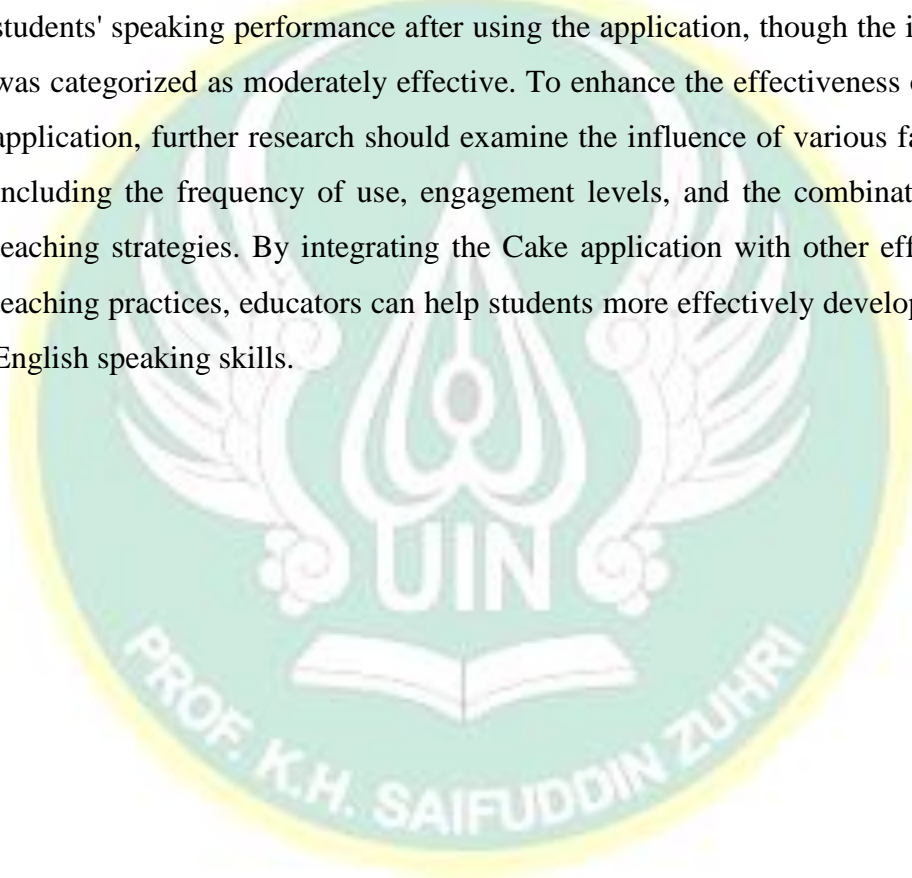 students' speaking performance after using the application, though the
was categorized as moderately effective. To enhance the effectiveness
application, further research should examine the influence of various
including the frequency of use, engagement levels, and the
teaching strategies. By integrating the Cake application with other
teaching practices, educators can help students more effectively develop
English speaking skills.
UIN
PROF. K.H. SAIFUDDIN ZUHRI